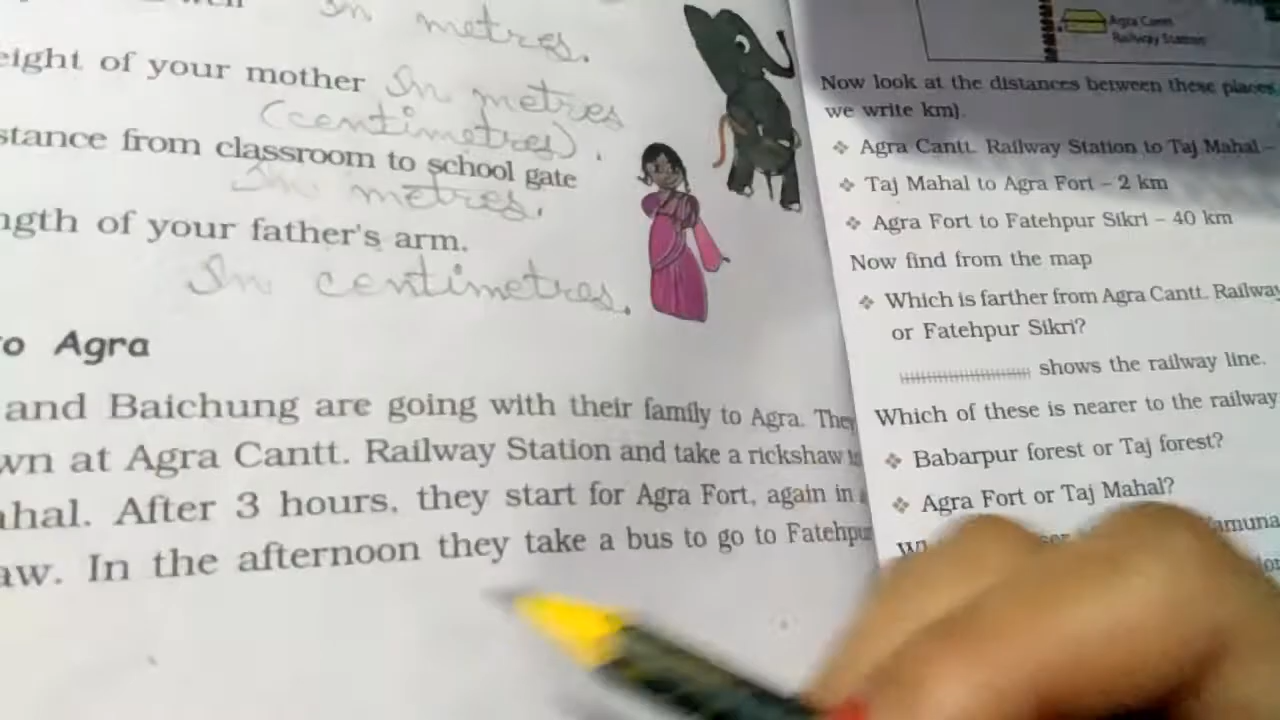 In metres.
eight of your mother In metres
(centimetres).
stance from classroom to school gate
In metres.
ngth of your father's arm.
In centimetres.
o Agra
and Baichung are going with their family to Agra. They
wn at Agra Cantt. Railway Station and take a rickshaw
ahal. After 3 hours, they start for Agra Fort, again in
aw. In the afternoon they take a bus to go to Fatehpur
Agra Cantt
Railway Station
Now look at the distances between these places
we write km).
❖ Agra Cantt. Railway Station to Taj Mahal –
❖ Taj Mahal to Agra Fort – 2 km
❖ Agra Fort to Fatehpur Sikri – 40 km
Now find from the map
❖ Which is farther from Agra Cantt. Railway
or Fatehpur Sikri?
shows the railway line.
Which of these is nearer to the railway
❖ Babarpur forest or Taj forest?
❖ Agra Fort or Taj Mahal?